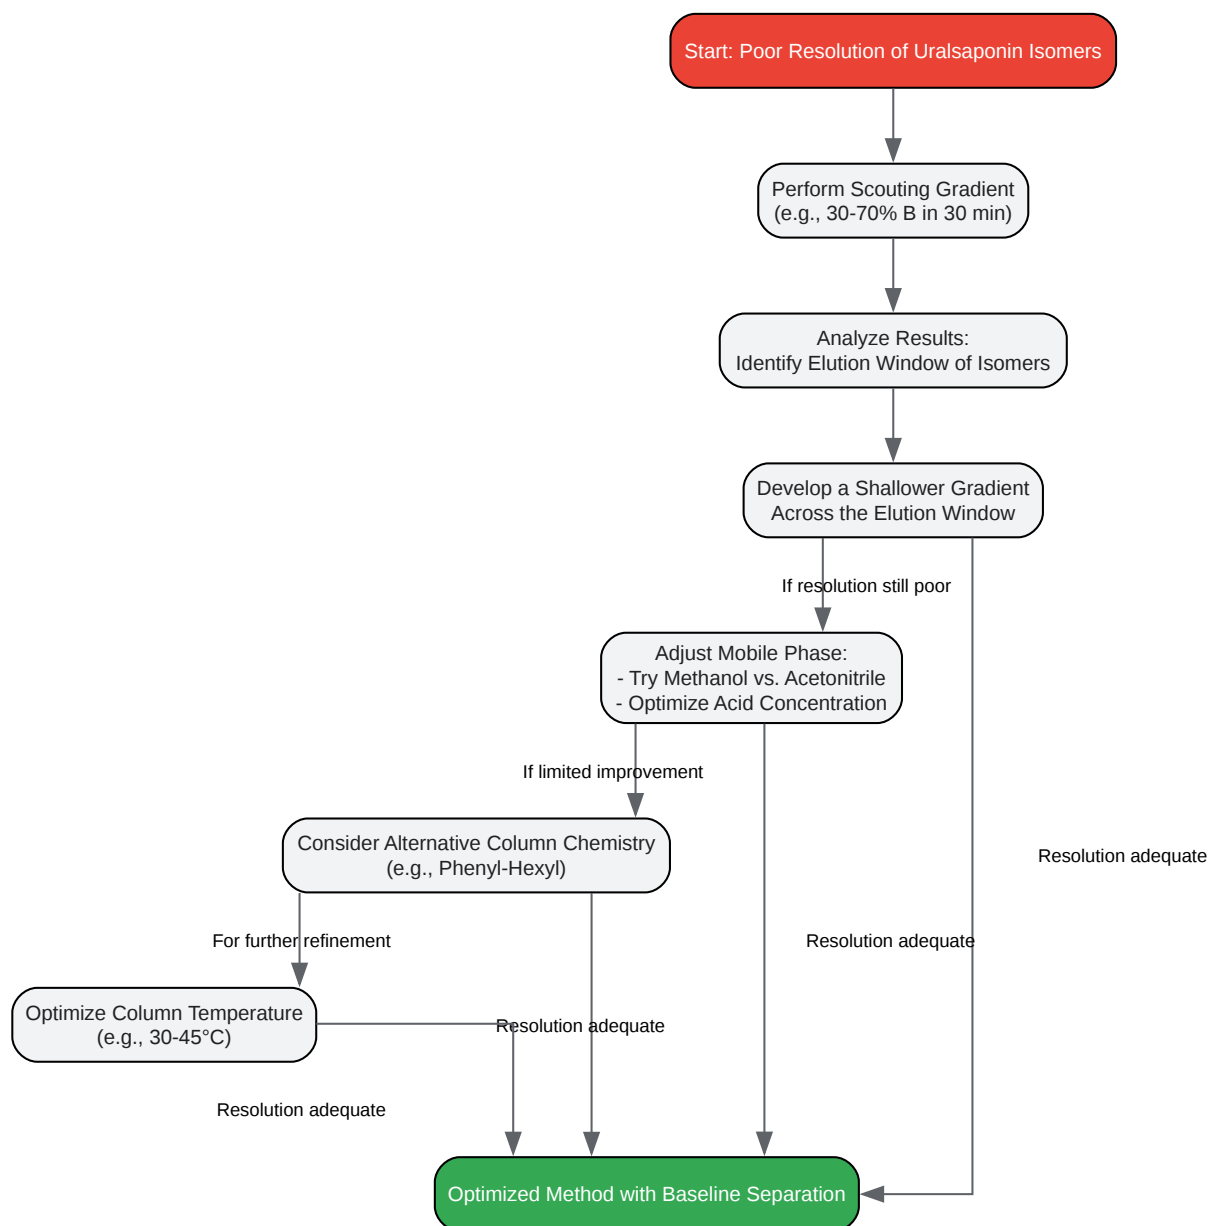 Start: Poor Resolution of Uralsaponin Isomers
Perform Scouting Gradient
(e.g., 30-70% B in 30 min)
Analyze Results:
Identify Elution Window of Isomers
Develop a Shallower Gradient
Across the Elution Window
If resolution still poor
Adjust Mobile Phase:
- Try Methanol vs. Acetonitrile
- Optimize Acid Concentration
If limited improvement
Consider Alternative Column Chemistry
(e.g., Phenyl-Hexyl)
Resolution adequate
For further refinement
Resolution adequate
Optimize Column Temperature
(e.g., 30-45°C)
Resolution adequate
Resolution adequate
Optimized Method with Baseline Separation